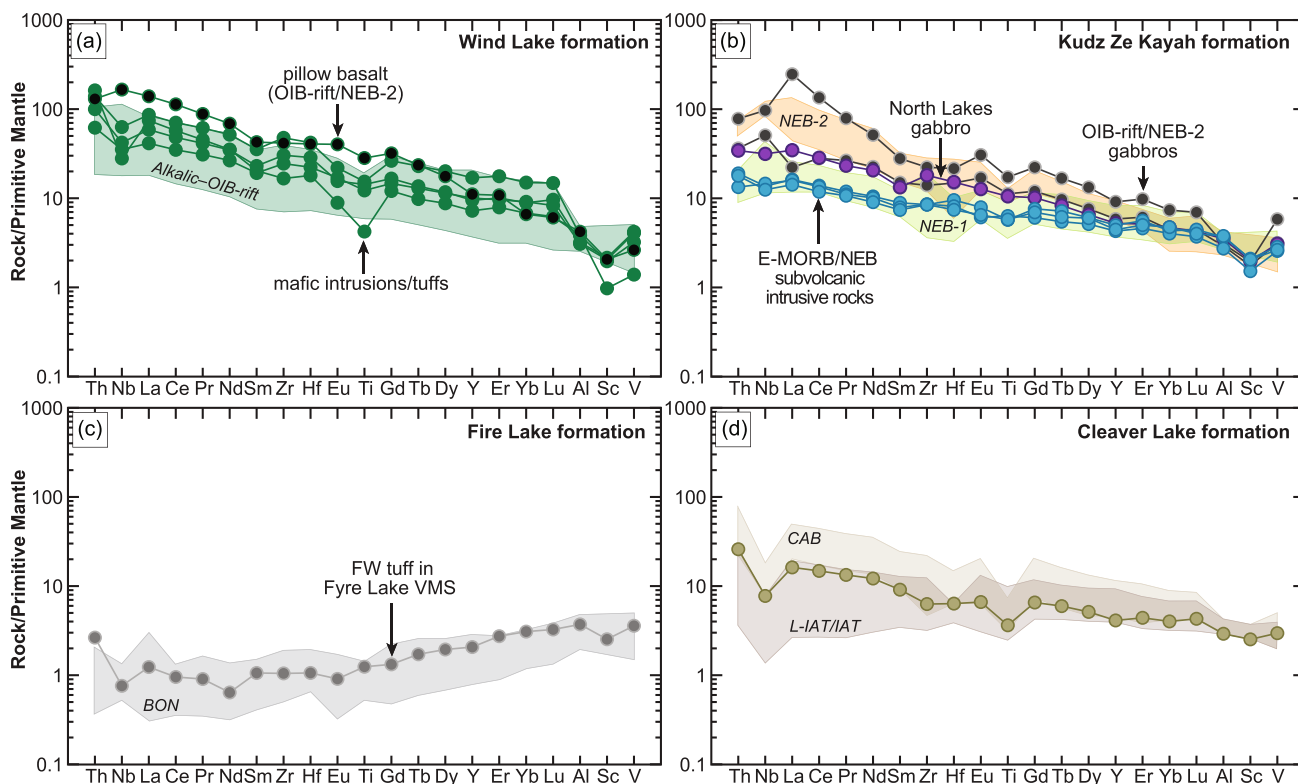 (a)
Wind Lake formation
1000
100
10
1
0.1
Rock/Primitive Mantle
pillow basalt
(OIB-rift/NEB-2)
Alkalic–OIB-rift
mafic intrusions/tuffs
Th Nb La Ce Pr Nd Sm Zr Hf Eu Ti Gd Tb Dy Y Er Yb Lu Al Sc V
(b)
Kudz Ze Kayah formation
1000
100
10
1
0.1
NEB-2
North Lakes
gabbro
OIB-rift/NEB-2
gabbros
NEB-1
E-MORB/NEB
subvolcanic
intrusive rocks
Th Nb La Ce Pr Nd Sm Zr Hf Eu Ti Gd Tb Dy Y Er Yb Lu Al Sc V
(c)
Fire Lake formation
1000
100
10
1
0.1
Rock/Primitive Mantle
FW tuff in
Fyre Lake VMS
BON
Th Nb La Ce Pr Nd Sm Zr Hf Eu Ti Gd Tb Dy Y Er Yb Lu Al Sc V
(d)
Cleaver Lake formation
1000
100
10
1
0.1
CAB
L-IAT/IAT
Th Nb La Ce Pr Nd Sm Zr Hf Eu Ti Gd Tb Dy Y Er Yb Lu Al Sc V